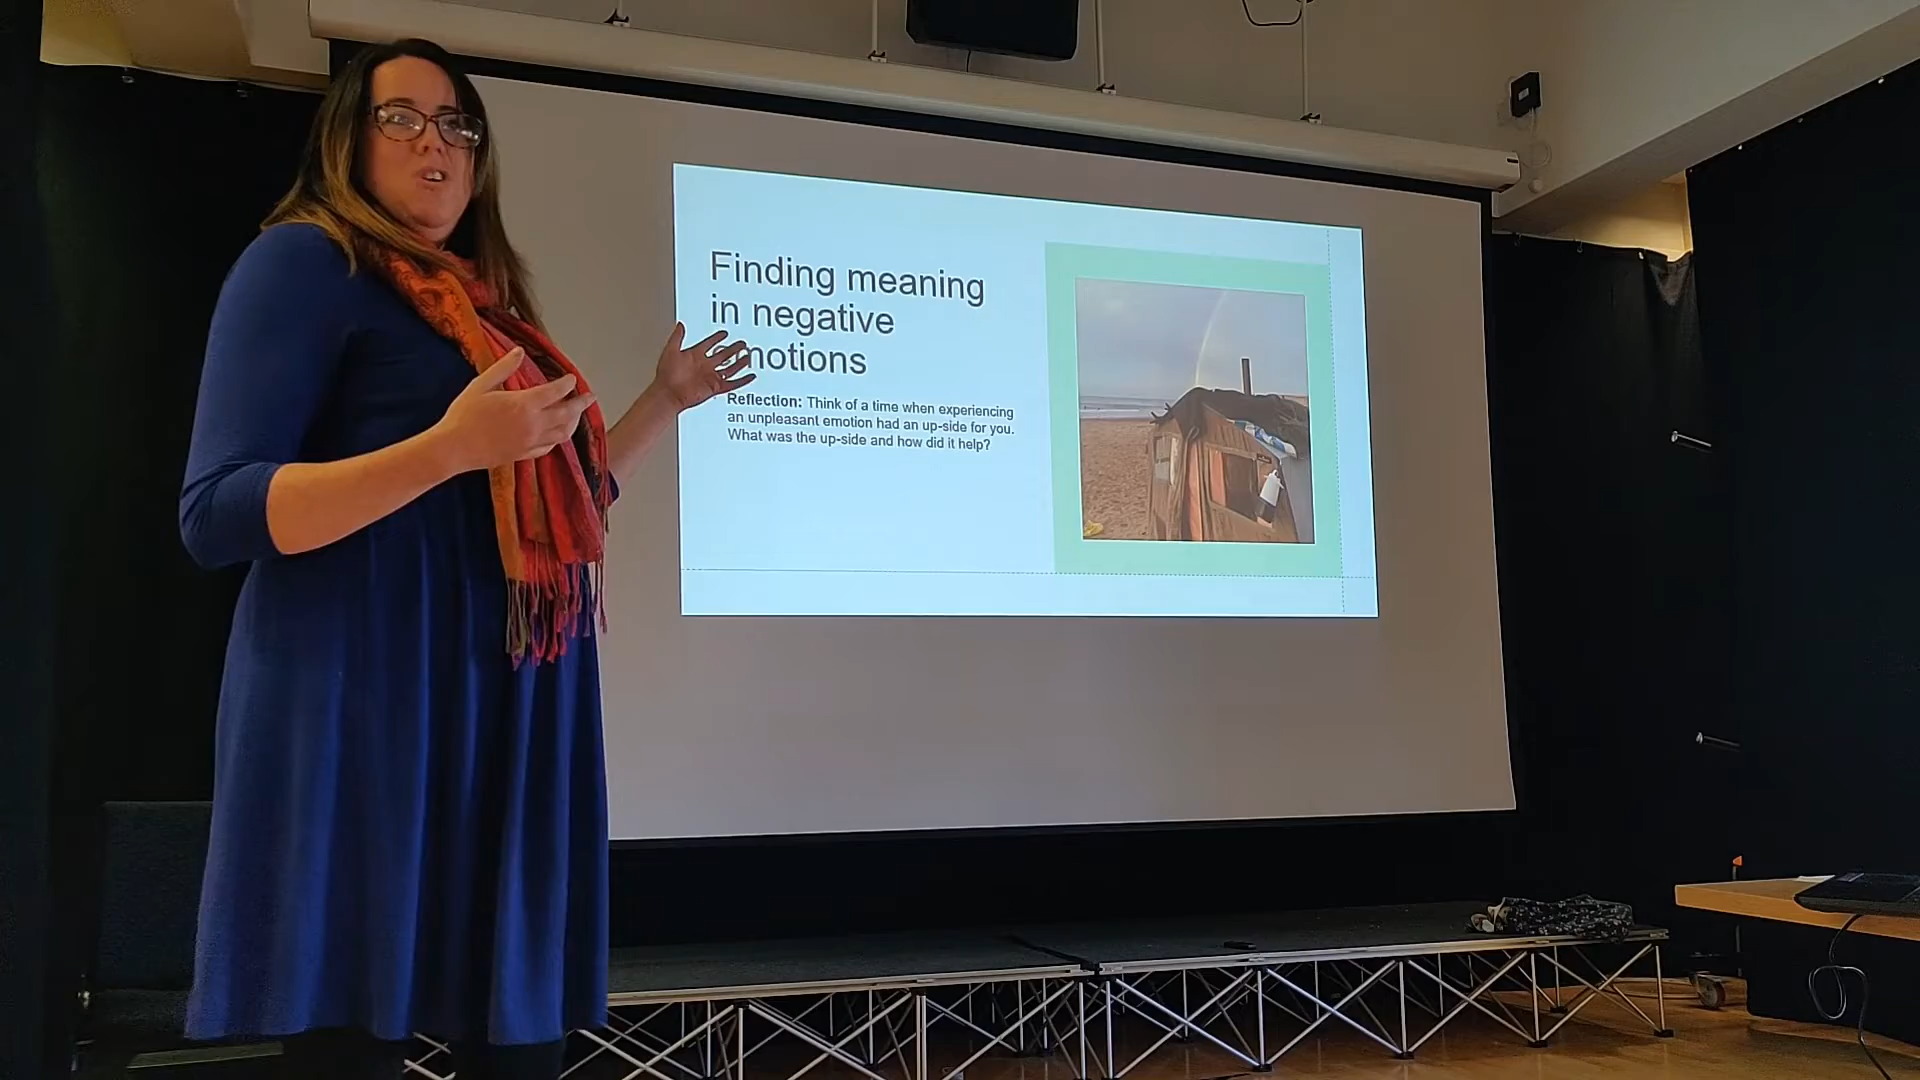 Finding meaning
in negative
emotions
Reflection: Think of a time when experiencing
an unpleasant emotion had an up-side for you.
What was the up-side and how did it help?